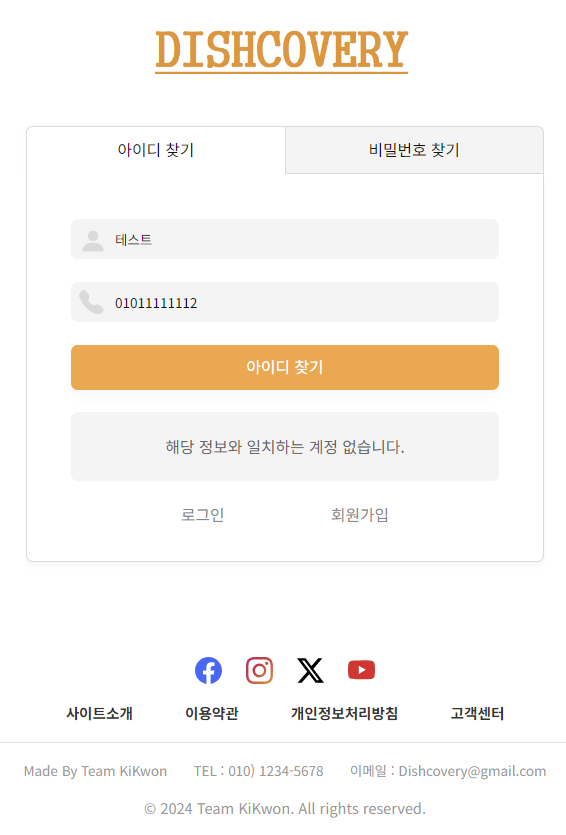 DISHCOVERY
아이디 찾기 비밀번호 찾기
테스트
01011111112
아이디 찾기
해당 정보와 일치하는 계정 없습니다.
로그인 회원가입
사이트소개 이용약관 개인정보처리방침 고객센터
Made By Team KiKwon TEL : 010) 1234-5678 이메일 : Dishcovery@gmail.com
© 2024 Team KiKwon. All rights reserved.